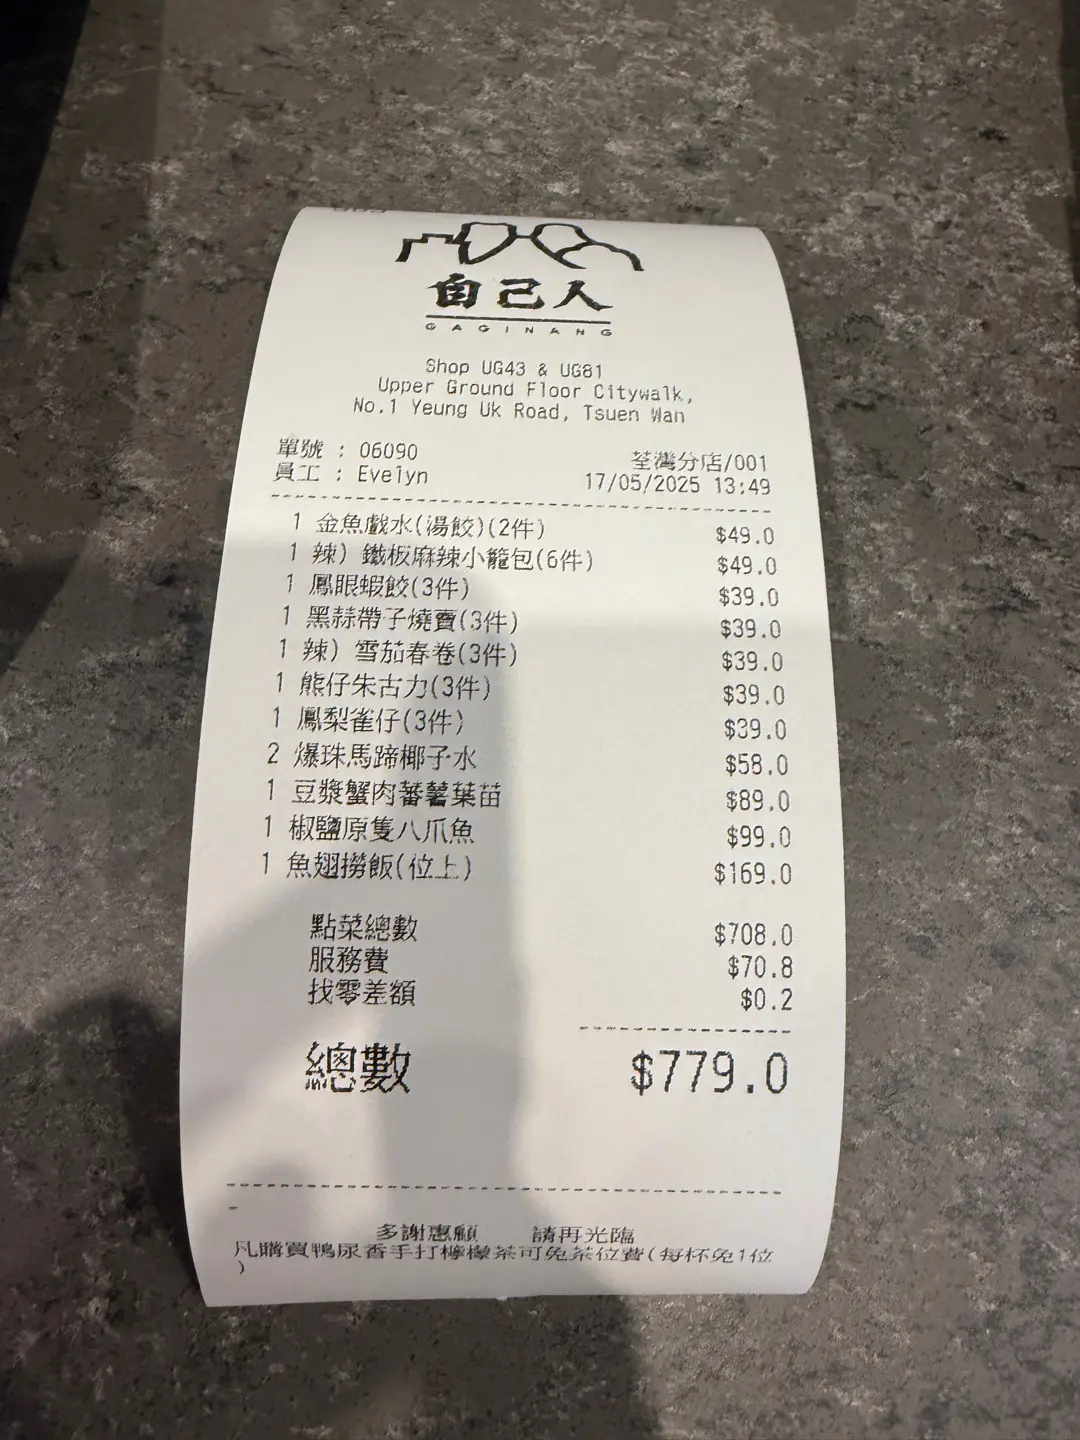 自己人
GAGINANG
Shop UG43 & UG81
Upper Ground Floor Citywalk,
No.1 Yeung Uk Road, Tsuen Wan
單號 : 06090
荃灣分店/001
員工 : Evelyn
17/05/2025 13:49
1 金魚戲水(湯餃)(2件) $49.0
1 辣) 鐵板麻辣小籠包(6件) $49.0
1 鳳眼蝦餃(3件) $39.0
1 黑蒜帶子燒賣(3件) $39.0
1 辣) 雪茄春卷(3件) $39.0
1 熊仔朱古力(3件) $39.0
1 鳳梨雀仔(3件) $39.0
2 爆珠馬蹄椰子水 $58.0
1 豆漿蟹肉蕃薯葉苗 $89.0
1 椒鹽原隻八爪魚 $99.0
1 魚翅撈飯(位上) $169.0
點菜總數 $708.0
服務費 $70.8
找零差額 $0.2
總數 $779.0
多謝惠顧 請再光臨
凡購買鴨尿香手打檸檬茶可免茶位費(每杯免1位
)